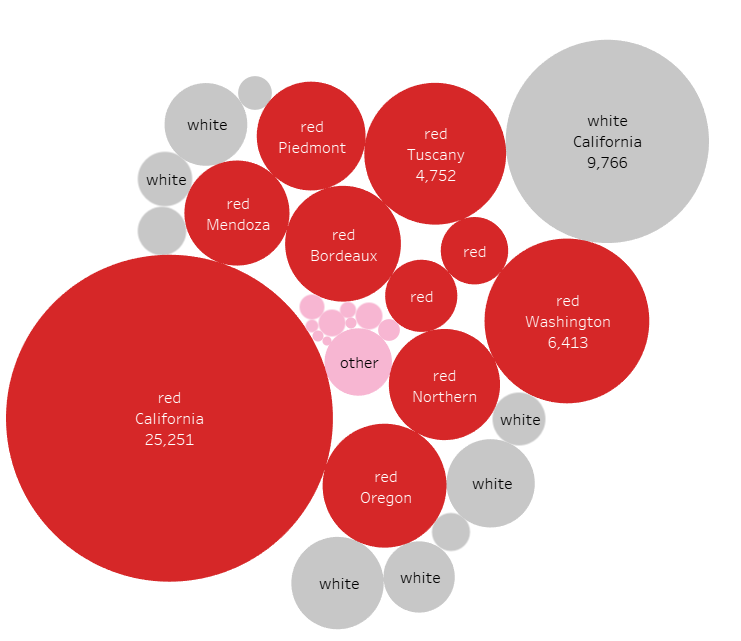 white
California
9,766
white
red
Piedmont
red
Tuscany
4,752
white
red
Mendoza
red
Bordeaux
red
red
red
Washington
6,413
other
red
Northern
red
California
25,251
white
red
Oregon
white
white
white